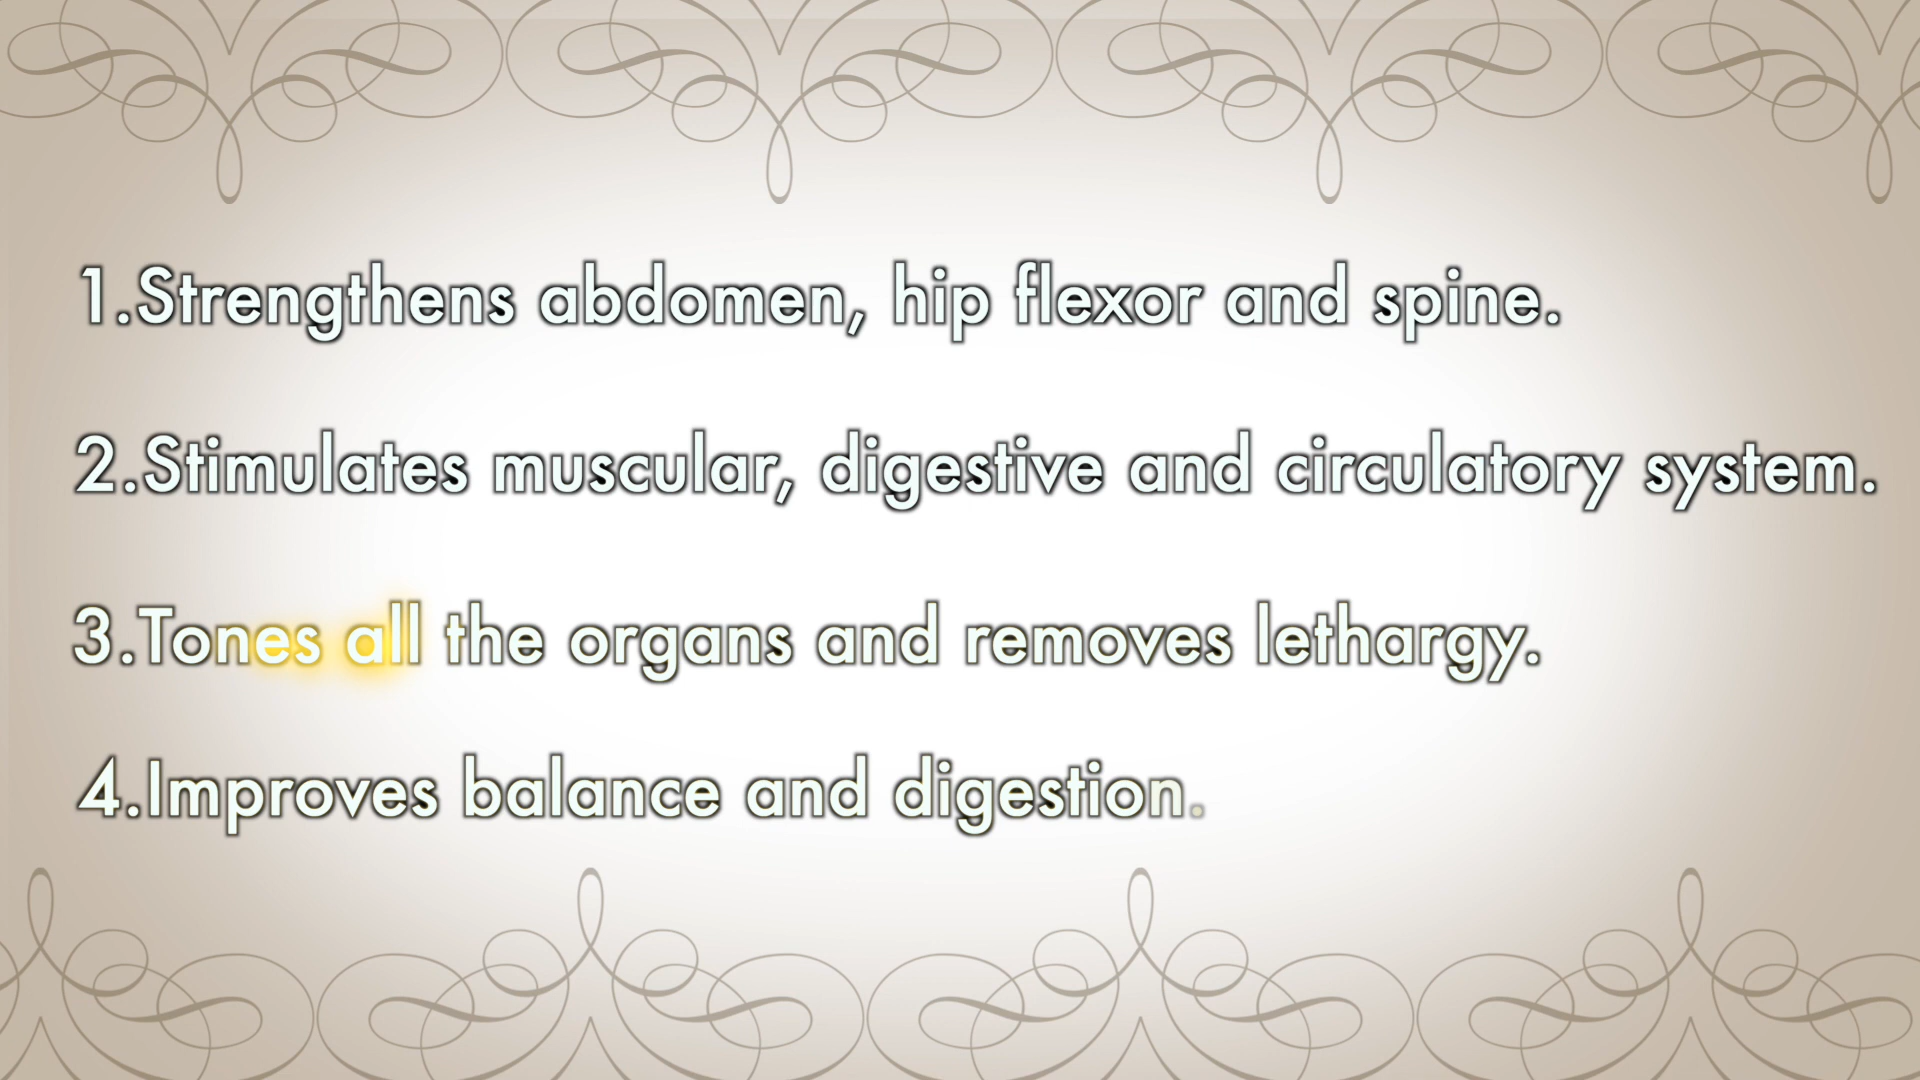 1.Strengthens abdomen, hip flexor and spine.
2.Stimulates muscular, digestive and circulatory system.
3.Tones all the organs and removes lethargy.
4.Improves balance and digestion.